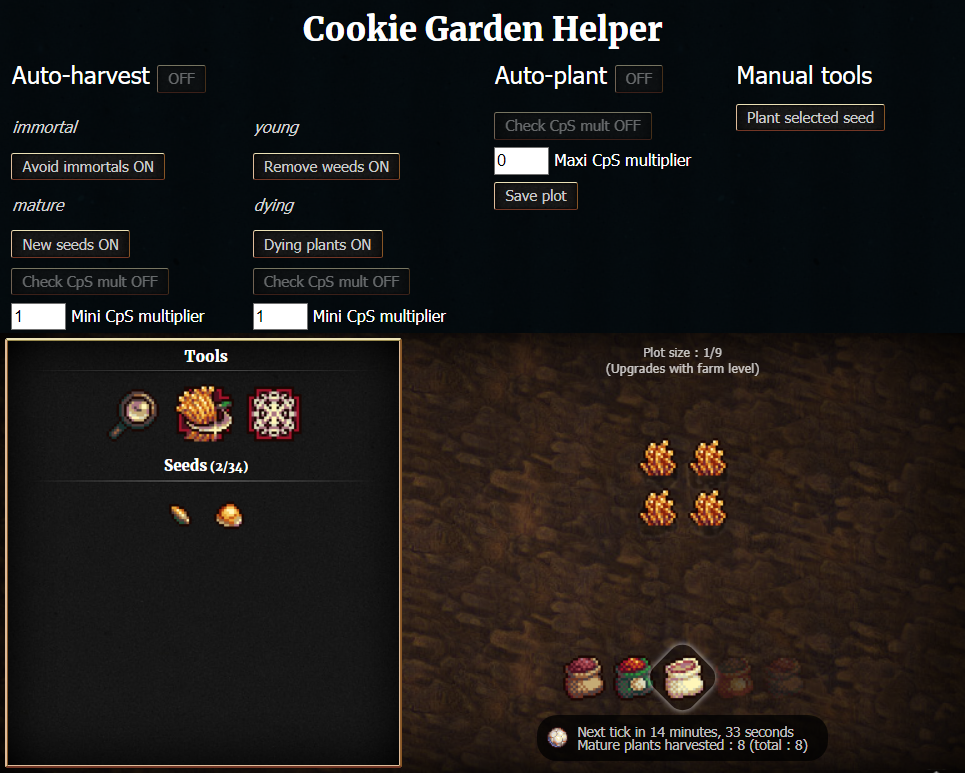 Cookie Garden Helper
Auto-harvest OFF
immortal
Avoid immortals ON
young
Remove weeds ON
mature
New seeds ON
Check CpS mult OFF
1 Mini CpS multiplier
dying
Dying plants ON
Check CpS mult OFF
1 Mini CpS multiplier
Auto-plant OFF
Check CpS mult OFF
0 Maxi CpS multiplier
Save plot
Manual tools
Plant selected seed
Tools
Seeds (2/34)
Plot size : 1/9
(Upgrades with farm level)
Next tick in 14 minutes, 33 seconds
Mature plants harvested : 8 (total : 8)